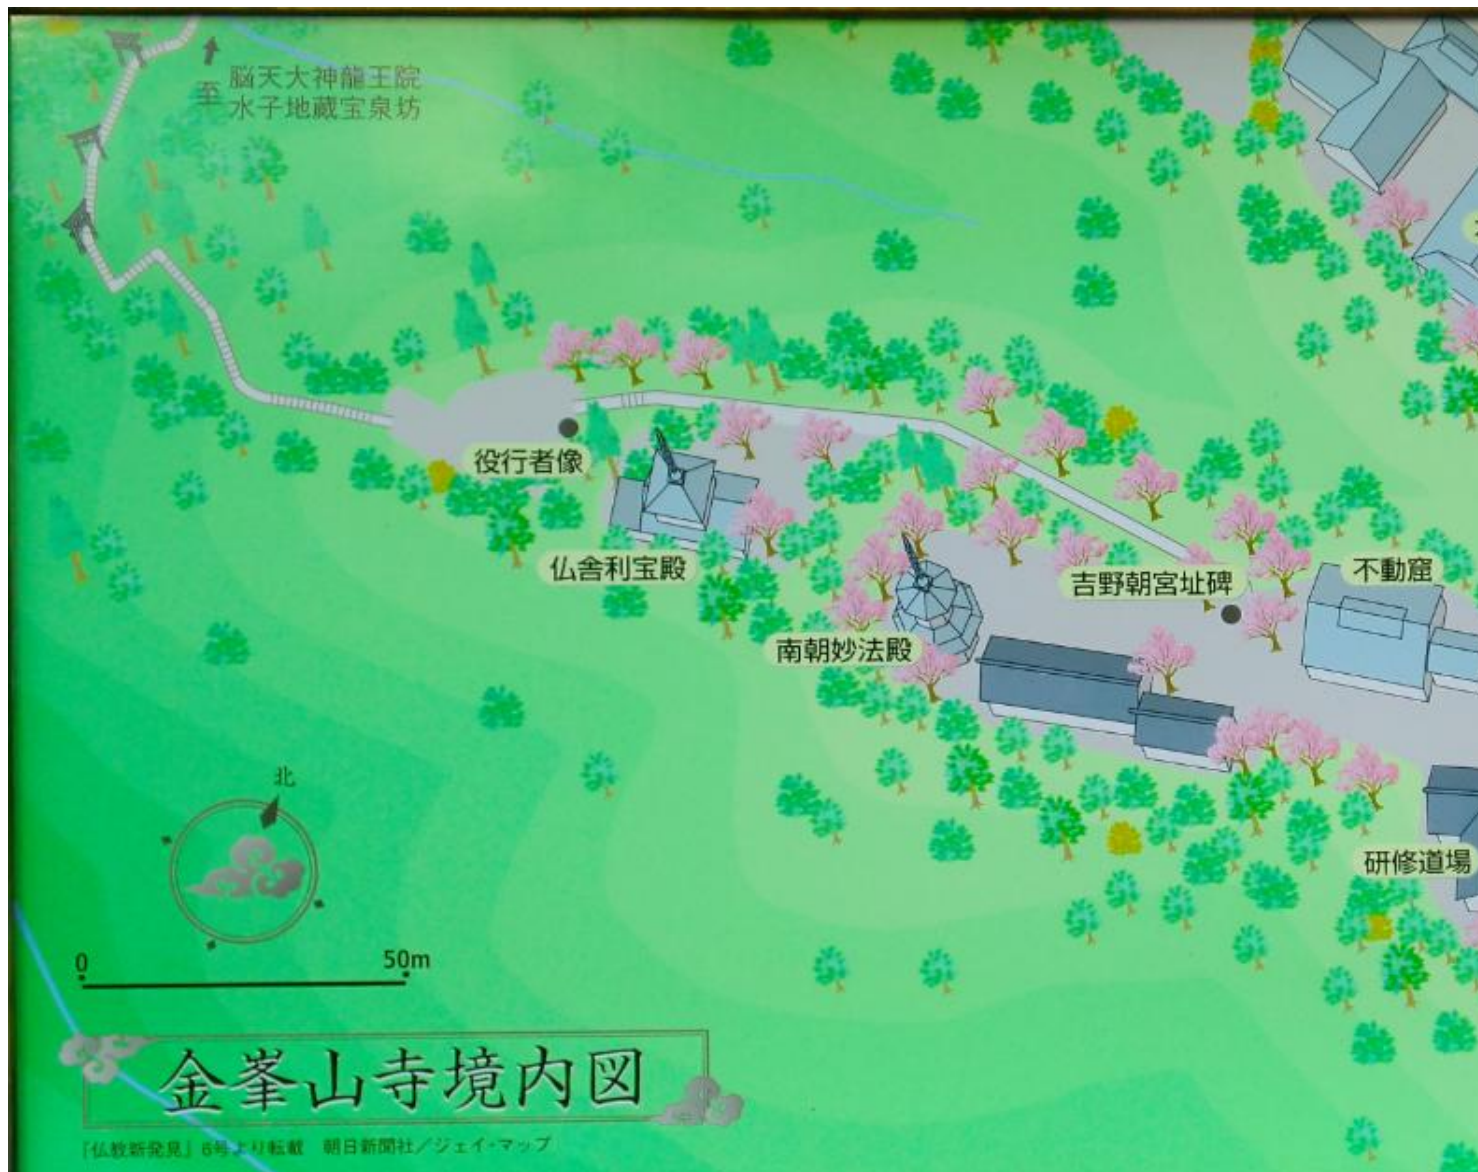 脳天大神龍王院
至
水子地蔵宝泉坊
役行者像
仏舎利宝殿
吉野朝宮址碑
不動窟
南朝妙法殿
研修道場
北
0
50m
金峯山寺境内図
「仏教新発見」6号より転載 朝日新聞社/ジェイ・マップ